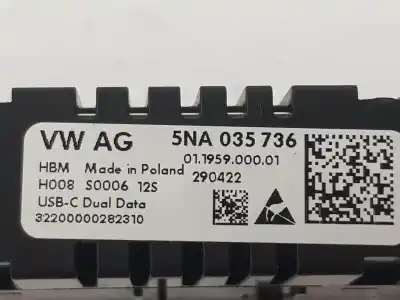 VW AG 5NA 035 736
01.1959.000.01
HBM Made in Poland 290422
H008 S0006 12S
USB-C Dual Data
32200000282310